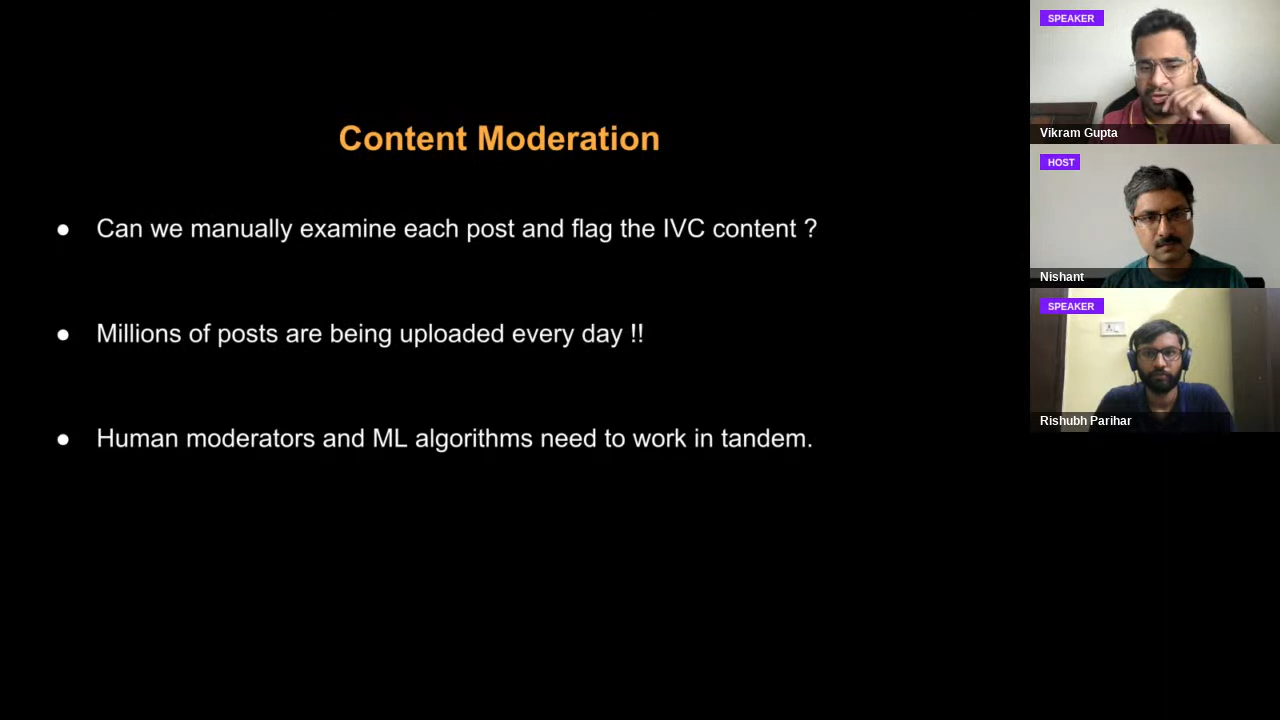 Content Moderation
● Can we manually examine each post and flag the IVC content ?
● Millions of posts are being uploaded every day !!
● Human moderators and ML algorithms need to work in tandem.
SPEAKER
Vikram Gupta
HOST
Nishant
SPEAKER
Rishubh Parihar